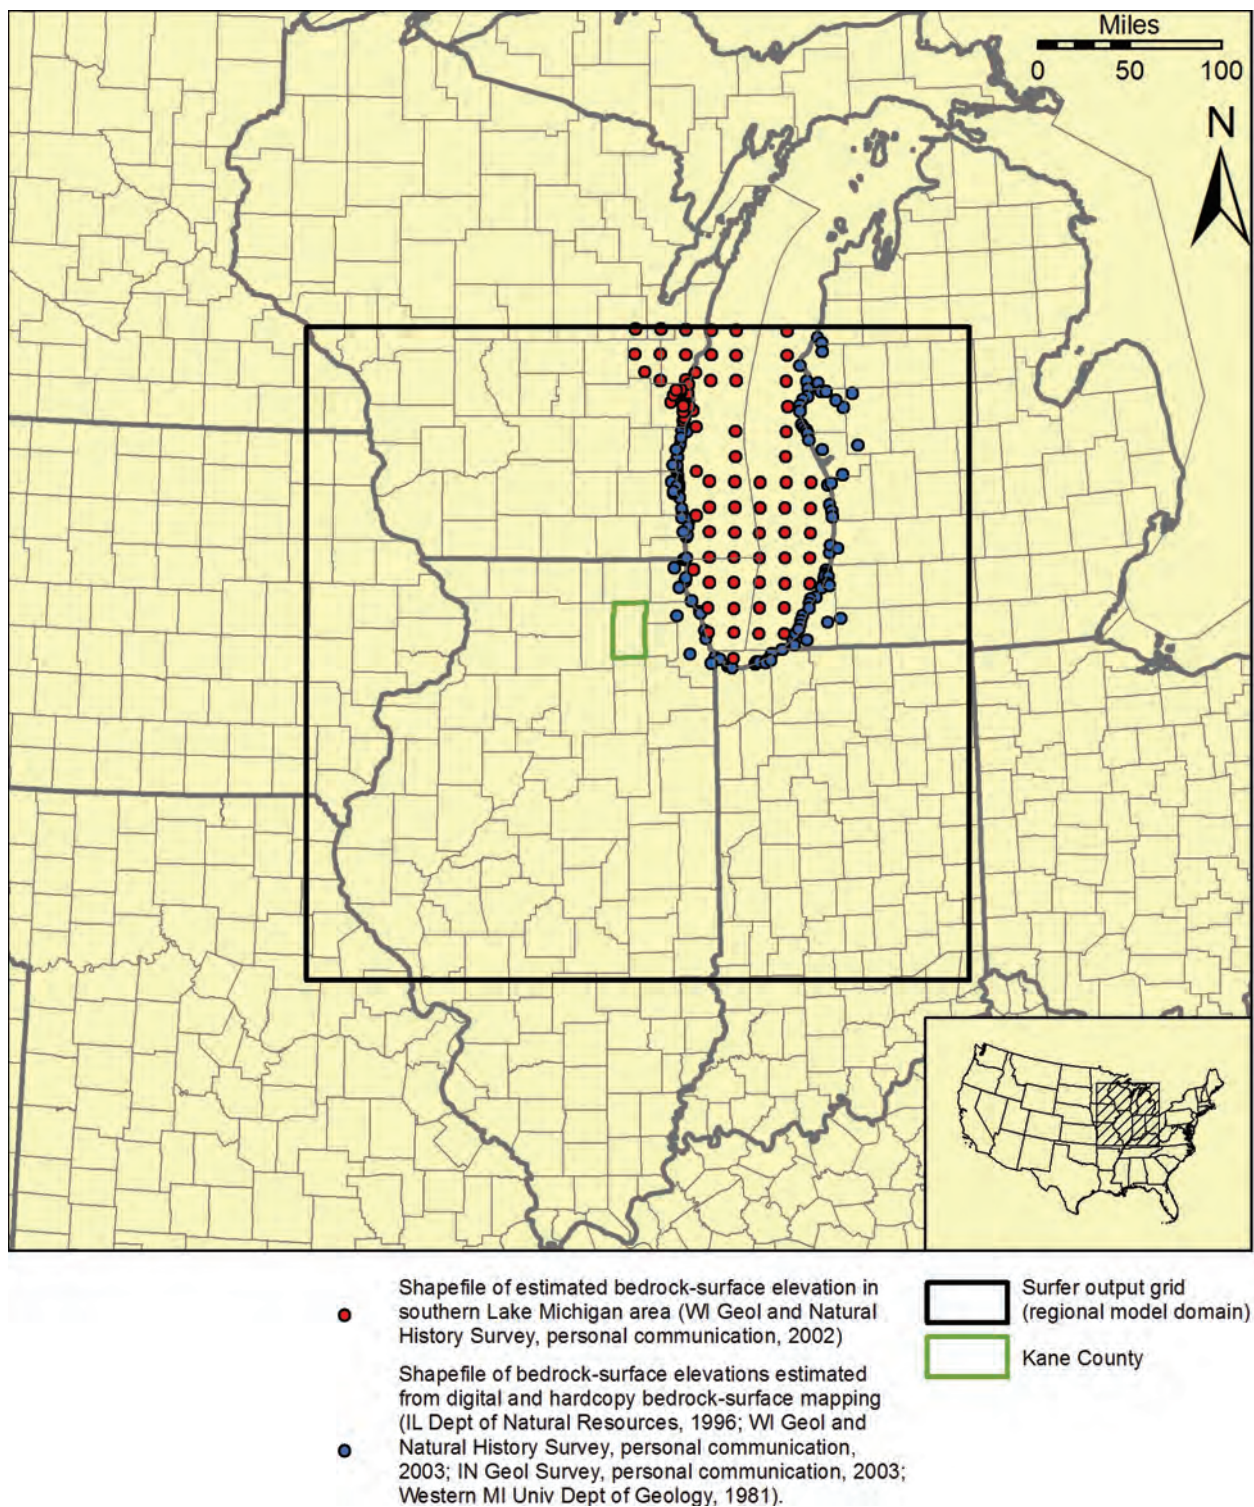 Miles
0 50 100
N
Shapefile of estimated bedrock-surface elevation in
southern Lake Michigan area (WI Geol and Natural
History Survey, personal communication, 2002)
Shapefile of bedrock-surface elevations estimated
from digital and hardcopy bedrock-surface mapping
(IL Dept of Natural Resources, 1996; WI Geol and
Natural History Survey, personal communication,
2003; IN Geol Survey, personal communication, 2003;
Western MI Univ Dept of Geology, 1981).
Surfer output grid
(regional model domain)
Kane County